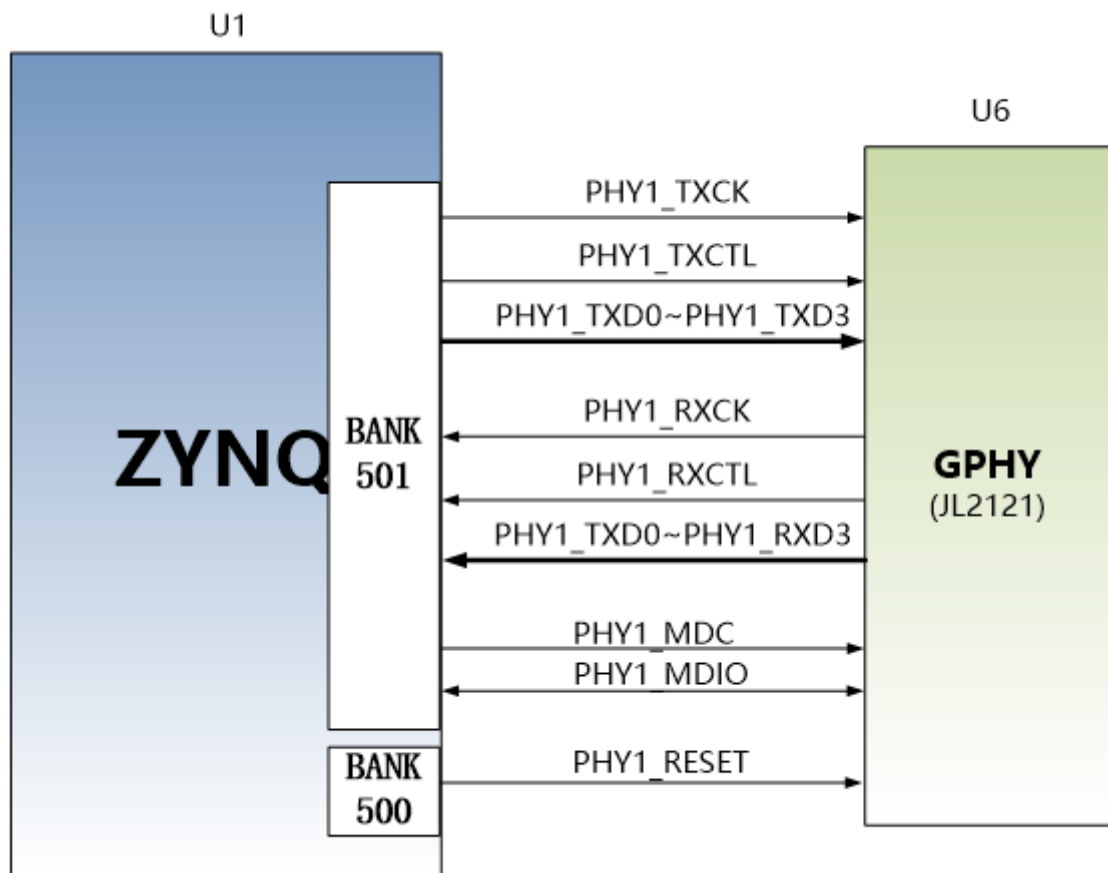 U1
U6
PHY1_TXCK
PHY1_TXCTL
PHY1_TXD0~PHY1_TXD3
PHY1_RXCK
PHY1_RXCTL
PHY1_TXD0~PHY1_RXD3
PHY1_MDC
PHY1_MDIO
PHY1_RESET
ZYNQ
BANK
501
BANK
500
GPHY
(JL2121)